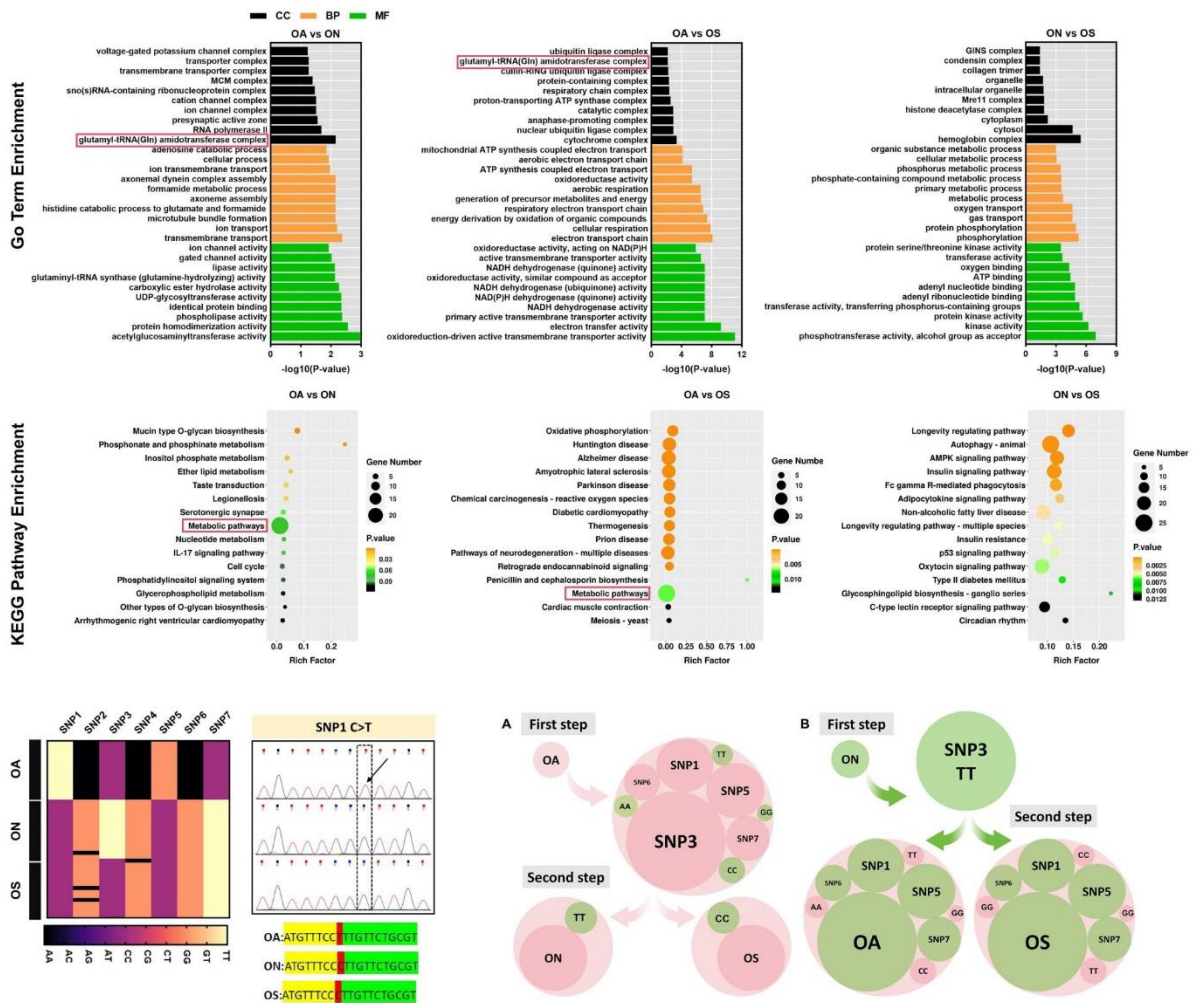 CC BP MF
Go Term Enrichment
OA vs ON
voltage-gated potassium channel complex
transporter complex
transmembrane transporter complex
MCM complex
sno(s)RNA-containing ribonucleoprotein complex
cation channel complex
ion channel complex
presynaptic active zone
RNA polymerase II
glutamyl-tRNA(Gln) amidotransferase complex
adenosine catabolic process
cellular process
ion transmembrane transport
axonemal dynein complex assembly
formamide metabolic process
axoneme assembly
histidine catabolic process to glutamate and formamide
microtubule bundle formation
ion transport
transmembrane transport
ion channel activity
gated channel activity
lipase activity
glutaminyl-tRNA synthase (glutamine-hydrolyzing) activity
carboxylic ester hydrolase activity
UDP-glycosyltransferase activity
identical protein binding
phospholipase activity
protein homodimerization activity
acetylglucosaminyltransferase activity
0 1 2 3
-log10(P-value)
OA vs OS
ubiquitin ligase complex
glutamyl-tRNA(Gln) amidotransferase complex
cullin-RING ubiquitin ligase complex
protein-containing complex
respiratory chain complex
proton-transporting ATP synthase complex
catalytic complex
anaphase-promoting complex
nuclear ubiquitin ligase complex
cytochrome complex
mitochondrial ATP synthesis coupled electron transport
aerobic electron transport chain
ATP synthesis coupled electron transport
oxidoreductase activity
aerobic respiration
generation of precursor metabolites and energy
respiratory electron transport chain
energy derivation by oxidation of organic compounds
cellular respiration
electron transport chain
oxidoreductase activity, acting on NAD(P)H
active transmembrane transporter activity
NADH dehydrogenase (quinone) activity
oxidoreductase activity, similar compound as acceptor
NADH dehydrogenase (ubiquinone) activity
NAD(P)H dehydrogenase (quinone) activity
NADH dehydrogenase activity
primary active transmembrane transporter activity
electron transfer activity
oxidoreduction-driven active transmembrane transporter activity
0 4 8 12
-log10(P-value)
ON vs OS
GINS complex
condensin complex
collagen trimer
organelle
intracellular organelle
Mre11 complex
histone deacetylase complex
cytoplasm
cytosol
hemoglobin complex
organic substance metabolic process
cellular metabolic process
phosphorus metabolic process
phosphate-containing compound metabolic process
primary metabolic process
metabolic process
oxygen transport
gas transport
protein phosphorylation
phosphorylation
protein serine/threonine kinase activity
transferase activity
oxygen binding
ATP binding
adenyl nucleotide binding
adenyl ribonucleotide binding
transferase activity, transferring phosphorus-containing groups
protein kinase activity
kinase activity
phosphotransferase activity, alcohol group as acceptor
0 3 6 9
-log10(P-value)
KEGG Pathway Enrichment
OA vs ON
Mucin type O-glycan biosynthesis
Phosphonate and phosphinate metabolism
Inositol phosphate metabolism
Ether lipid metabolism
Taste transduction
Legionellosis
Serotonergic synapse
Metabolic pathways
Nucleotide metabolism
IL-17 signaling pathway
Cell cycle
Phosphatidylinositol signaling system
Glycerophospholipid metabolism
Other types of O-glycan biosynthesis
Arrhythmogenic right ventricular cardiomyopathy
0.0 0.1 0.2
Rich Factor
Gene Number
5
10
15
20
P.value
0.03
0.06
0.09
OA vs OS
Oxidative phosphorylation
Huntington disease
Alzheimer disease
Amyotrophic lateral sclerosis
Parkinson disease
Chemical carcinogenesis - reactive oxygen species
Diabetic cardiomyopathy
Thermogenesis
Prion disease
Pathways of neurodegeneration - multiple diseases
Retrograde endocannabinoid signaling
Penicillin and cephalosporin biosynthesis
Metabolic pathways
Cardiac muscle contraction
Meiosis - yeast
0.00 0.25 0.50 0.75 1.00
Rich Factor
Gene Number
5
10
15
20
P.value
0.005
0.010
ON vs OS
Longevity regulating pathway
Autophagy - animal
AMPK signaling pathway
Insulin signaling pathway
Fc gamma R-mediated phagocytosis
Adipocytokine signaling pathway
Non-alcoholic fatty liver disease
Longevity regulating pathway - multiple species
Insulin resistance
p53 signaling pathway
Oxytocin signaling pathway
Type II diabetes mellitus
Glycosphingolipid biosynthesis - ganglio series
C-type lectin receptor signaling pathway
Circadian rhythm
0.10 0.15 0.20
Rich Factor
Gene Number
5
10
15
20
25
P.value
0.0025
0.0050
0.0075
0.0100
0.0125
SNP1 SNP2 SNP3 SNP4 SNP5 SNP6 SNP7
OA
ON
OS
AA AC AG AT CC CG CT GG GT TT
SNP1 C>T
OA:ATGTTTCCTTTGTTCTGCGT
ON:ATGTTTCCCTTGTTCTGCGT
OS:ATGTTTCCCTTGTTCTGCGT
A
First step
OA
SNP1
TT
SNP6
SNP5
AA
GG
SNP3
SNP7
CC
Second step
TT
ON
CC
OS
B
First step
ON
SNP3
TT
Second step
SNP1
TT
SNP6
SNP5
AA
GG
OA
SNP7
CC
SNP1
CC
SNP6
SNP5
GG
GG
OS
SNP7
TT